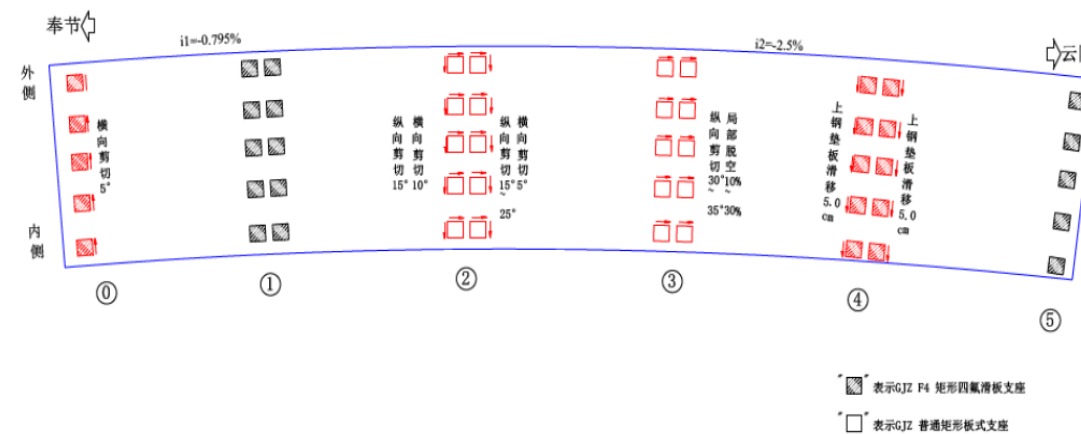 奉节
i1=-0.795%
i2=-2.5%
外侧
内侧
横向剪切5°
纵向剪切15°
横向剪切10°
纵向剪切15°~25°
横向剪切5°
纵向剪切30°~35°
局部脱空10%~30%
上钢垫板滑移5.0cm
上钢垫板滑移5.0cm
⓪
①
②
③
④
⑤
"▨"表示GJZ F4 矩形四氟滑板支座
"□"表示GJZ 普通矩形板式支座